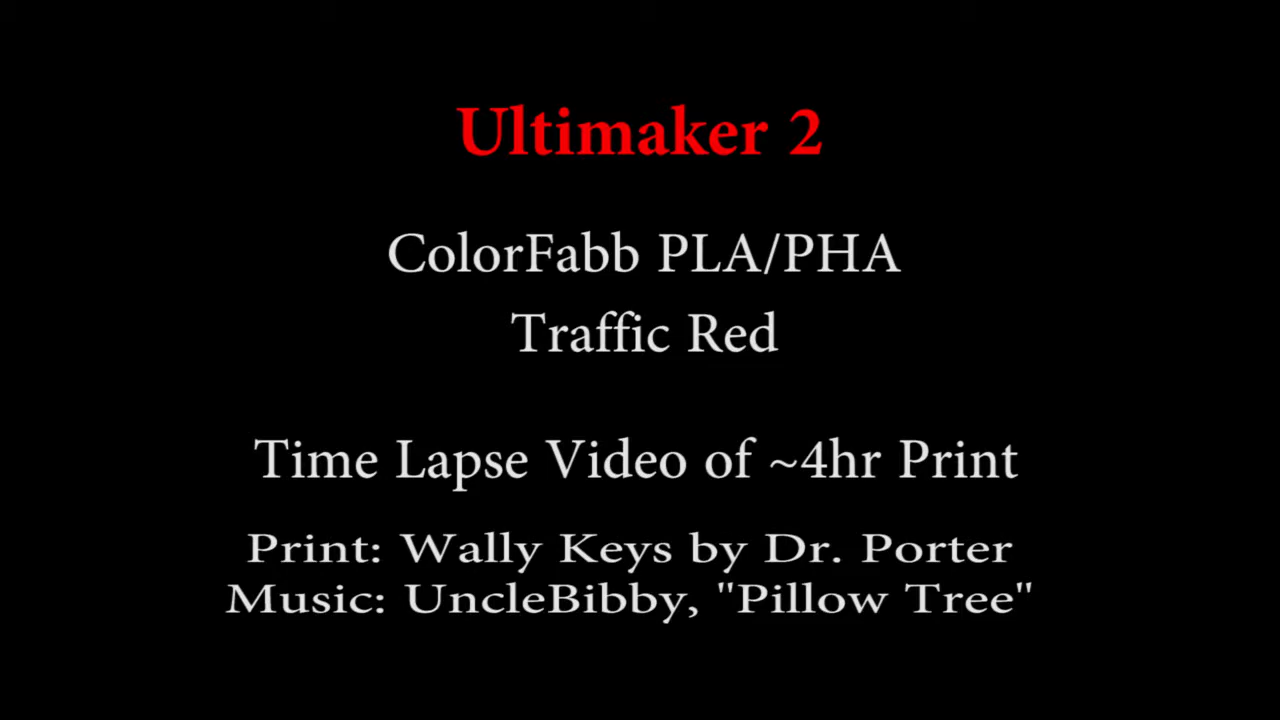 Ultimaker 2
ColorFabb PLA/PHA
Traffic Red
Time Lapse Video of ~4hr Print
Print: Wally Keys by Dr. Porter
Music: UncleBibby, "Pillow Tree"